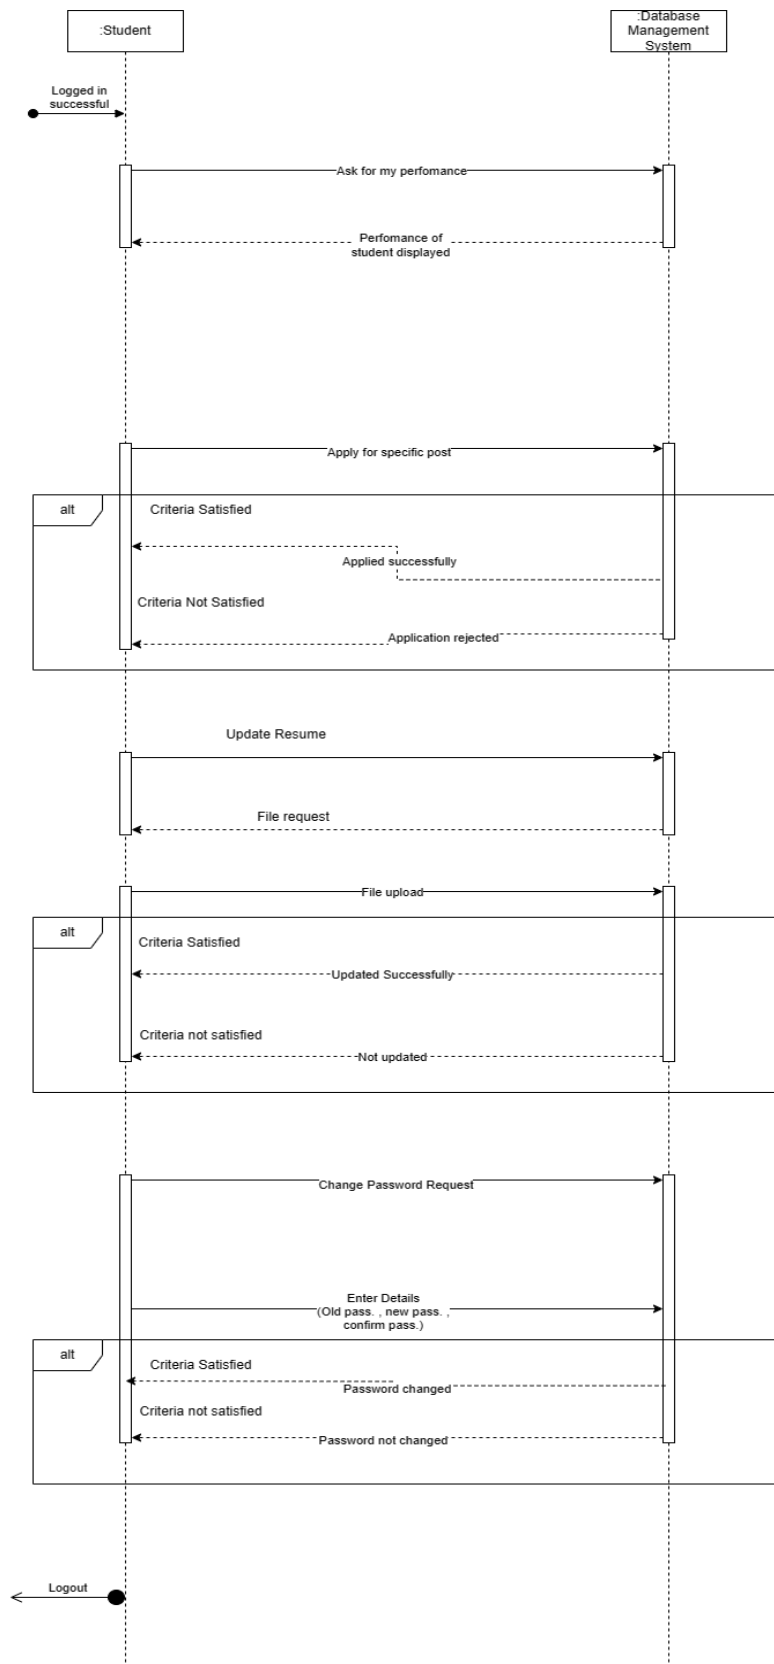 :Student
:Database
Management
System
Logged in
successful
Ask for my perfomance
Perfomance of
student displayed
Apply for specific post
alt
Criteria Satisfied
Applied successfully
Criteria Not Satisfied
Application rejected
Update Resume
File request
File upload
alt
Criteria Satisfied
Updated Successfully
Criteria not satisfied
Not updated
Change Password Request
Enter Details
(Old pass. , new pass. ,
confirm pass.)
alt
Criteria Satisfied
Password changed
Criteria not satisfied
Password not changed
Logout